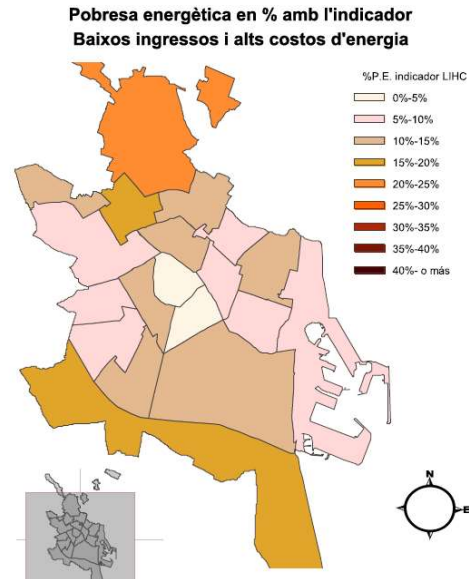 Pobresa energètica en % amb l'indicador
Baixos ingressos i alts costos d'energia
%P.E. indicador LIHC
0%-5%
5%-10%
10%-15%
15%-20%
20%-25%
25%-30%
30%-35%
35%-40%
40%- o más
N
E